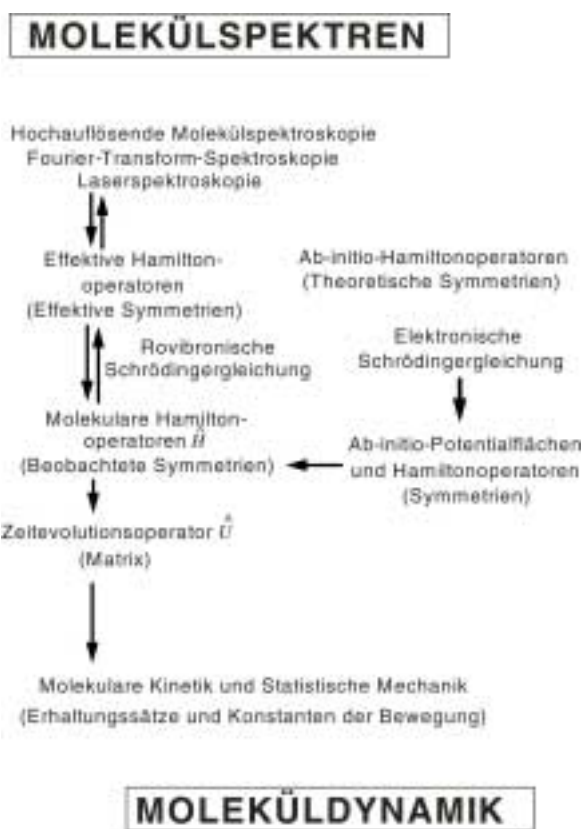 MOLEKÜLSPEKTREN
Hochauflösende Molekülspektroskopie
Fourier-Transform-Spektroskopie
Laserspektroskopie
Effektive Hamilton-
operatoren
(Effektive Symmetrien)
Ab-initio-Hamiltonoperatoren
(Theoretische Symmetrien)
Rovibronische
Schrödingergleichung
Elektronische
Schrödingergleichung
Molekulare Hamilton-
operatoren Ĥ
(Beobachtete Symmetrien)
Ab-initio-Potentialflächen
und Hamiltonoperatoren
(Symmetrien)
Zeitevolutionsoperator Û
(Matrix)
Molekulare Kinetik und Statistische Mechanik
(Erhaltungssätze und Konstanten der Bewegung)
MOLEKÜLDYNAMIK